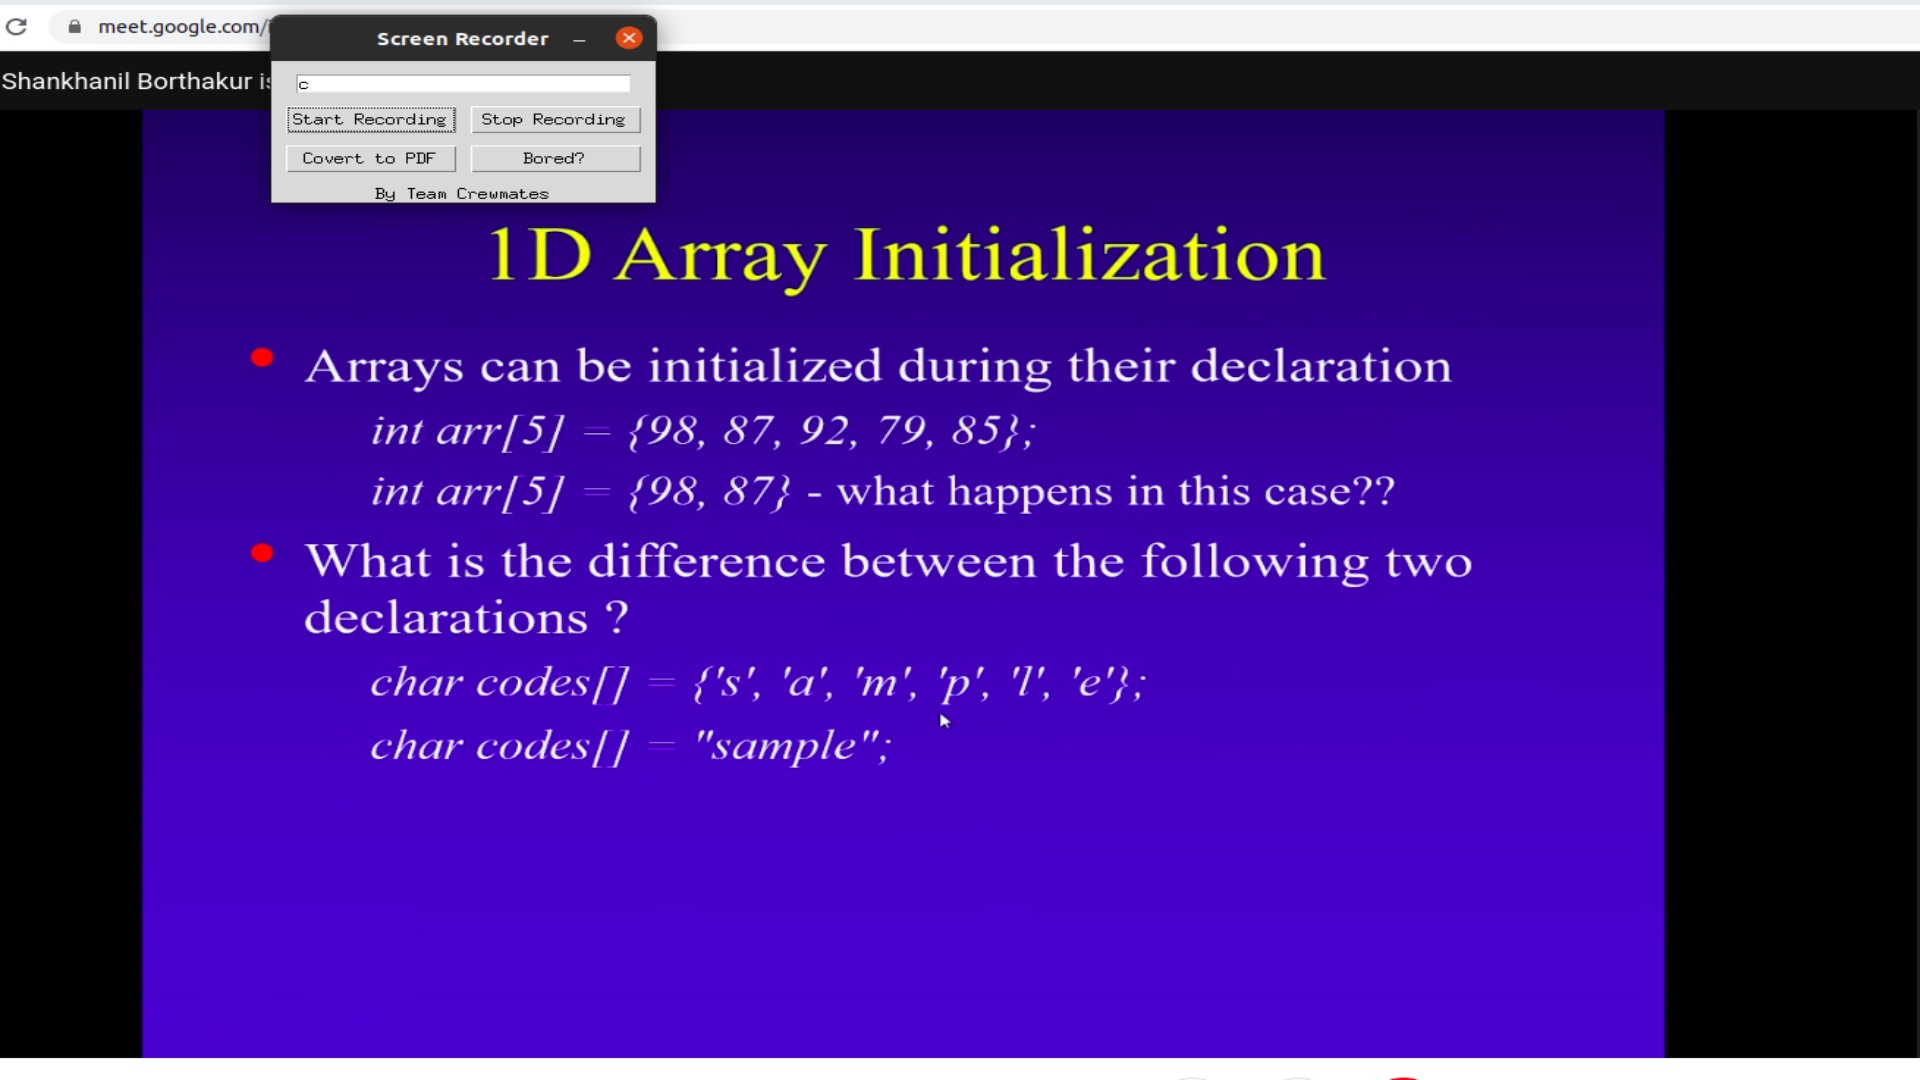 meet.google.com/
Screen Recorder
Shankhanil Borthakur is
c
Start Recording Stop Recording
Covert to PDF Bored?
By Team Crewmates
1D Array Initialization
Arrays can be initialized during their declaration
int arr[5] = {98, 87, 92, 79, 85};
int arr[5] = {98, 87} - what happens in this case??
What is the difference between the following two
declarations ?
char codes[] = {'s', 'a', 'm', 'p', 'l', 'e'};
char codes[] = "sample";